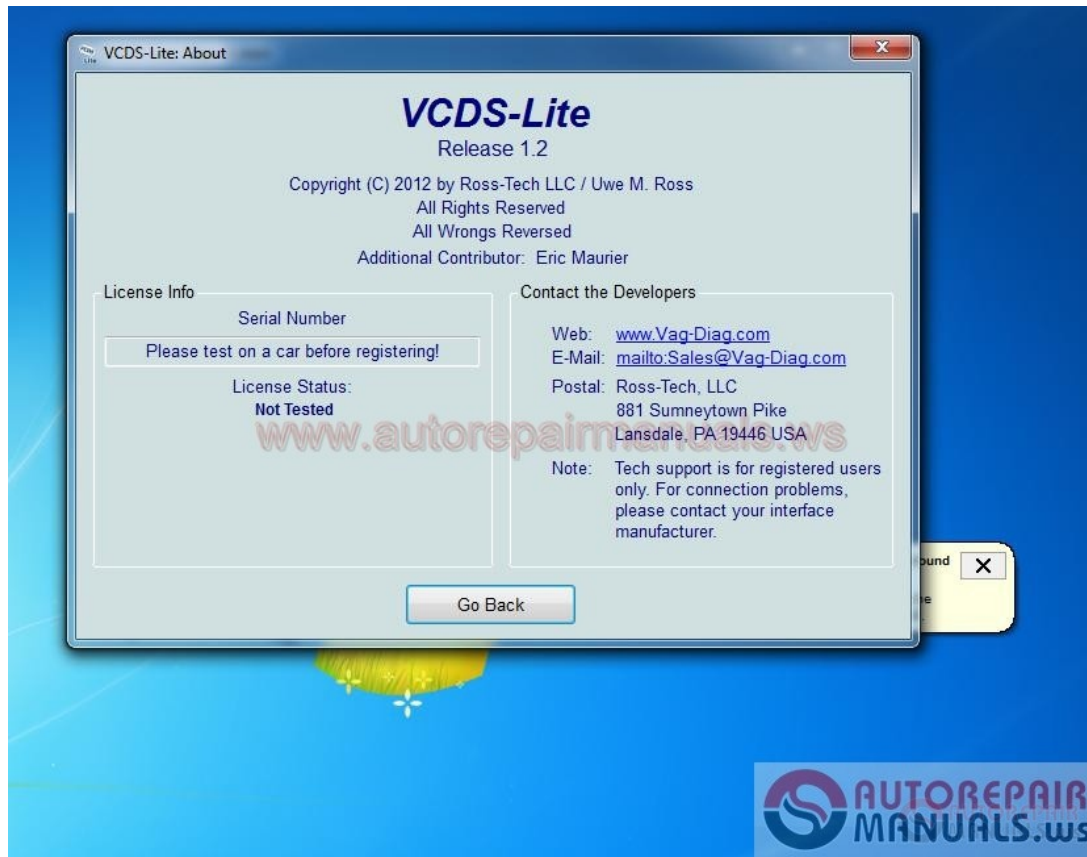 VCDS-Lite: About
VCDS-Lite
Release 1.2
Copyright (C) 2012 by Ross-Tech LLC / Uwe M. Ross
All Rights Reserved
All Wrongs Reversed
Additional Contributor: Eric Maurier
License Info
Serial Number
Please test on a car before registering!
License Status:
Not Tested
Contact the Developers
Web: www.Vag-Diag.com
E-Mail: mailto:Sales@Vag-Diag.com
Postal: Ross-Tech, LLC
881 Sumneytown Pike
Lansdale, PA 19446 USA
Note: Tech support is for registered users
only. For connection problems,
please contact your interface
manufacturer.
Go Back
www.autorepairmanuals.ws
AUTOREPAIR
MANUALS.ws